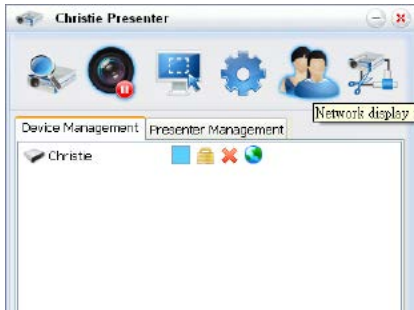 Christie Presenter
Network display
Device Management Presenter Management
Christie